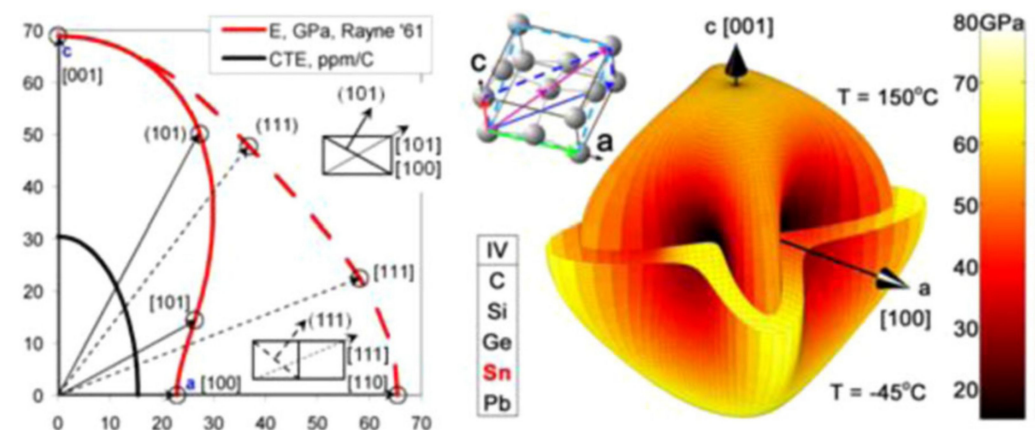 70
60
50
40
30
20
10
0
0 10 20 30 40 50 60 70
E, GPa, Rayne '61
CTE, ppm/C
c
[001]
(101)
(111)
(101)
[101]
[100]
[111]
[101]
(111)
[111]
a [100]
[110]
c
a
IV
C
Si
Ge
Sn
Pb
c [001]
T = 150°C
a
[100]
T = -45°C
80GPa
70
60
50
40
30
20